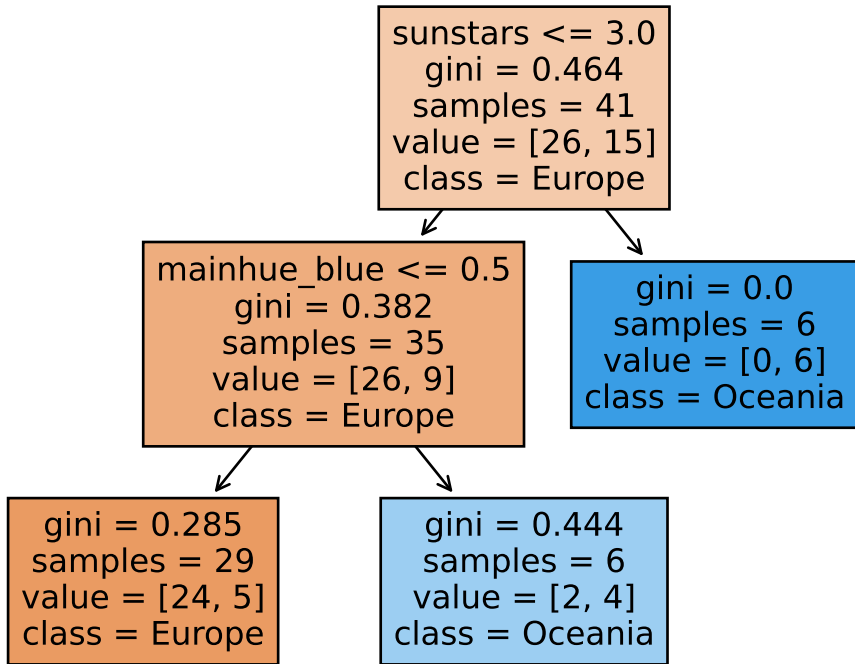 sunstars <= 3.0
gini = 0.464
samples = 41
value = [26, 15]
class = Europe
mainhue_blue <= 0.5
gini = 0.382
samples = 35
value = [26, 9]
class = Europe
gini = 0.0
samples = 6
value = [0, 6]
class = Oceania
gini = 0.285
samples = 29
value = [24, 5]
class = Europe
gini = 0.444
samples = 6
value = [2, 4]
class = Oceania